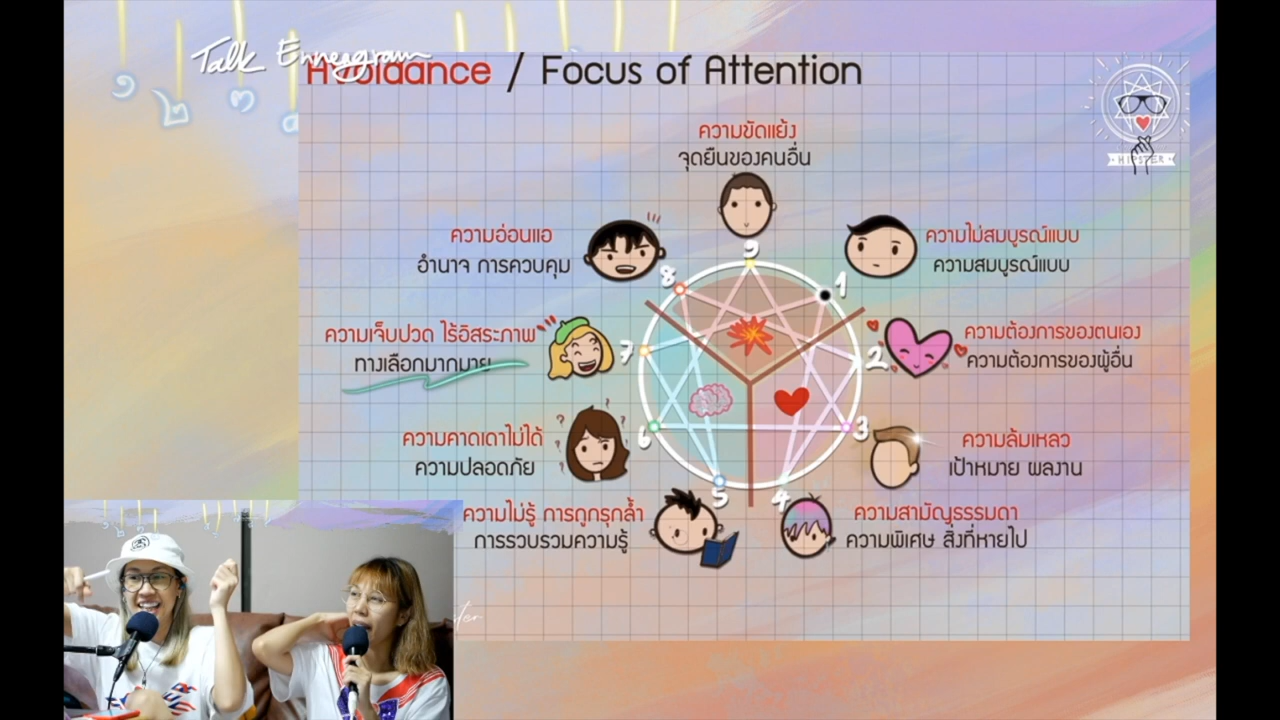 Talk Enneagram
Avoidance / Focus of Attention
๑ ๒ ๓
HIPSTER
ความขัดแย้ง
จุดยืนของคนอื่น
ความอ่อนแอ
อำนาจ การควบคุม
ความไม่สมบูรณ์แบบ
ความสมบูรณ์แบบ
9
8
1
ความเจ็บปวด ไร้อิสระภาพ
ทางเลือกมากมาย
7
2
ความต้องการของตนเอง
ความต้องการของผู้อื่น
ความคาดเดาไม่ได้
ความปลอดภัย
6
3
ความล้มเหลว
เป้าหมาย ผลงาน
5
4
ความไม่รู้ การถูกรุกล้ำ
การรวบรวมความรู้
ความสามัญธรรมดา
ความพิเศษ สิ่งที่หายไป